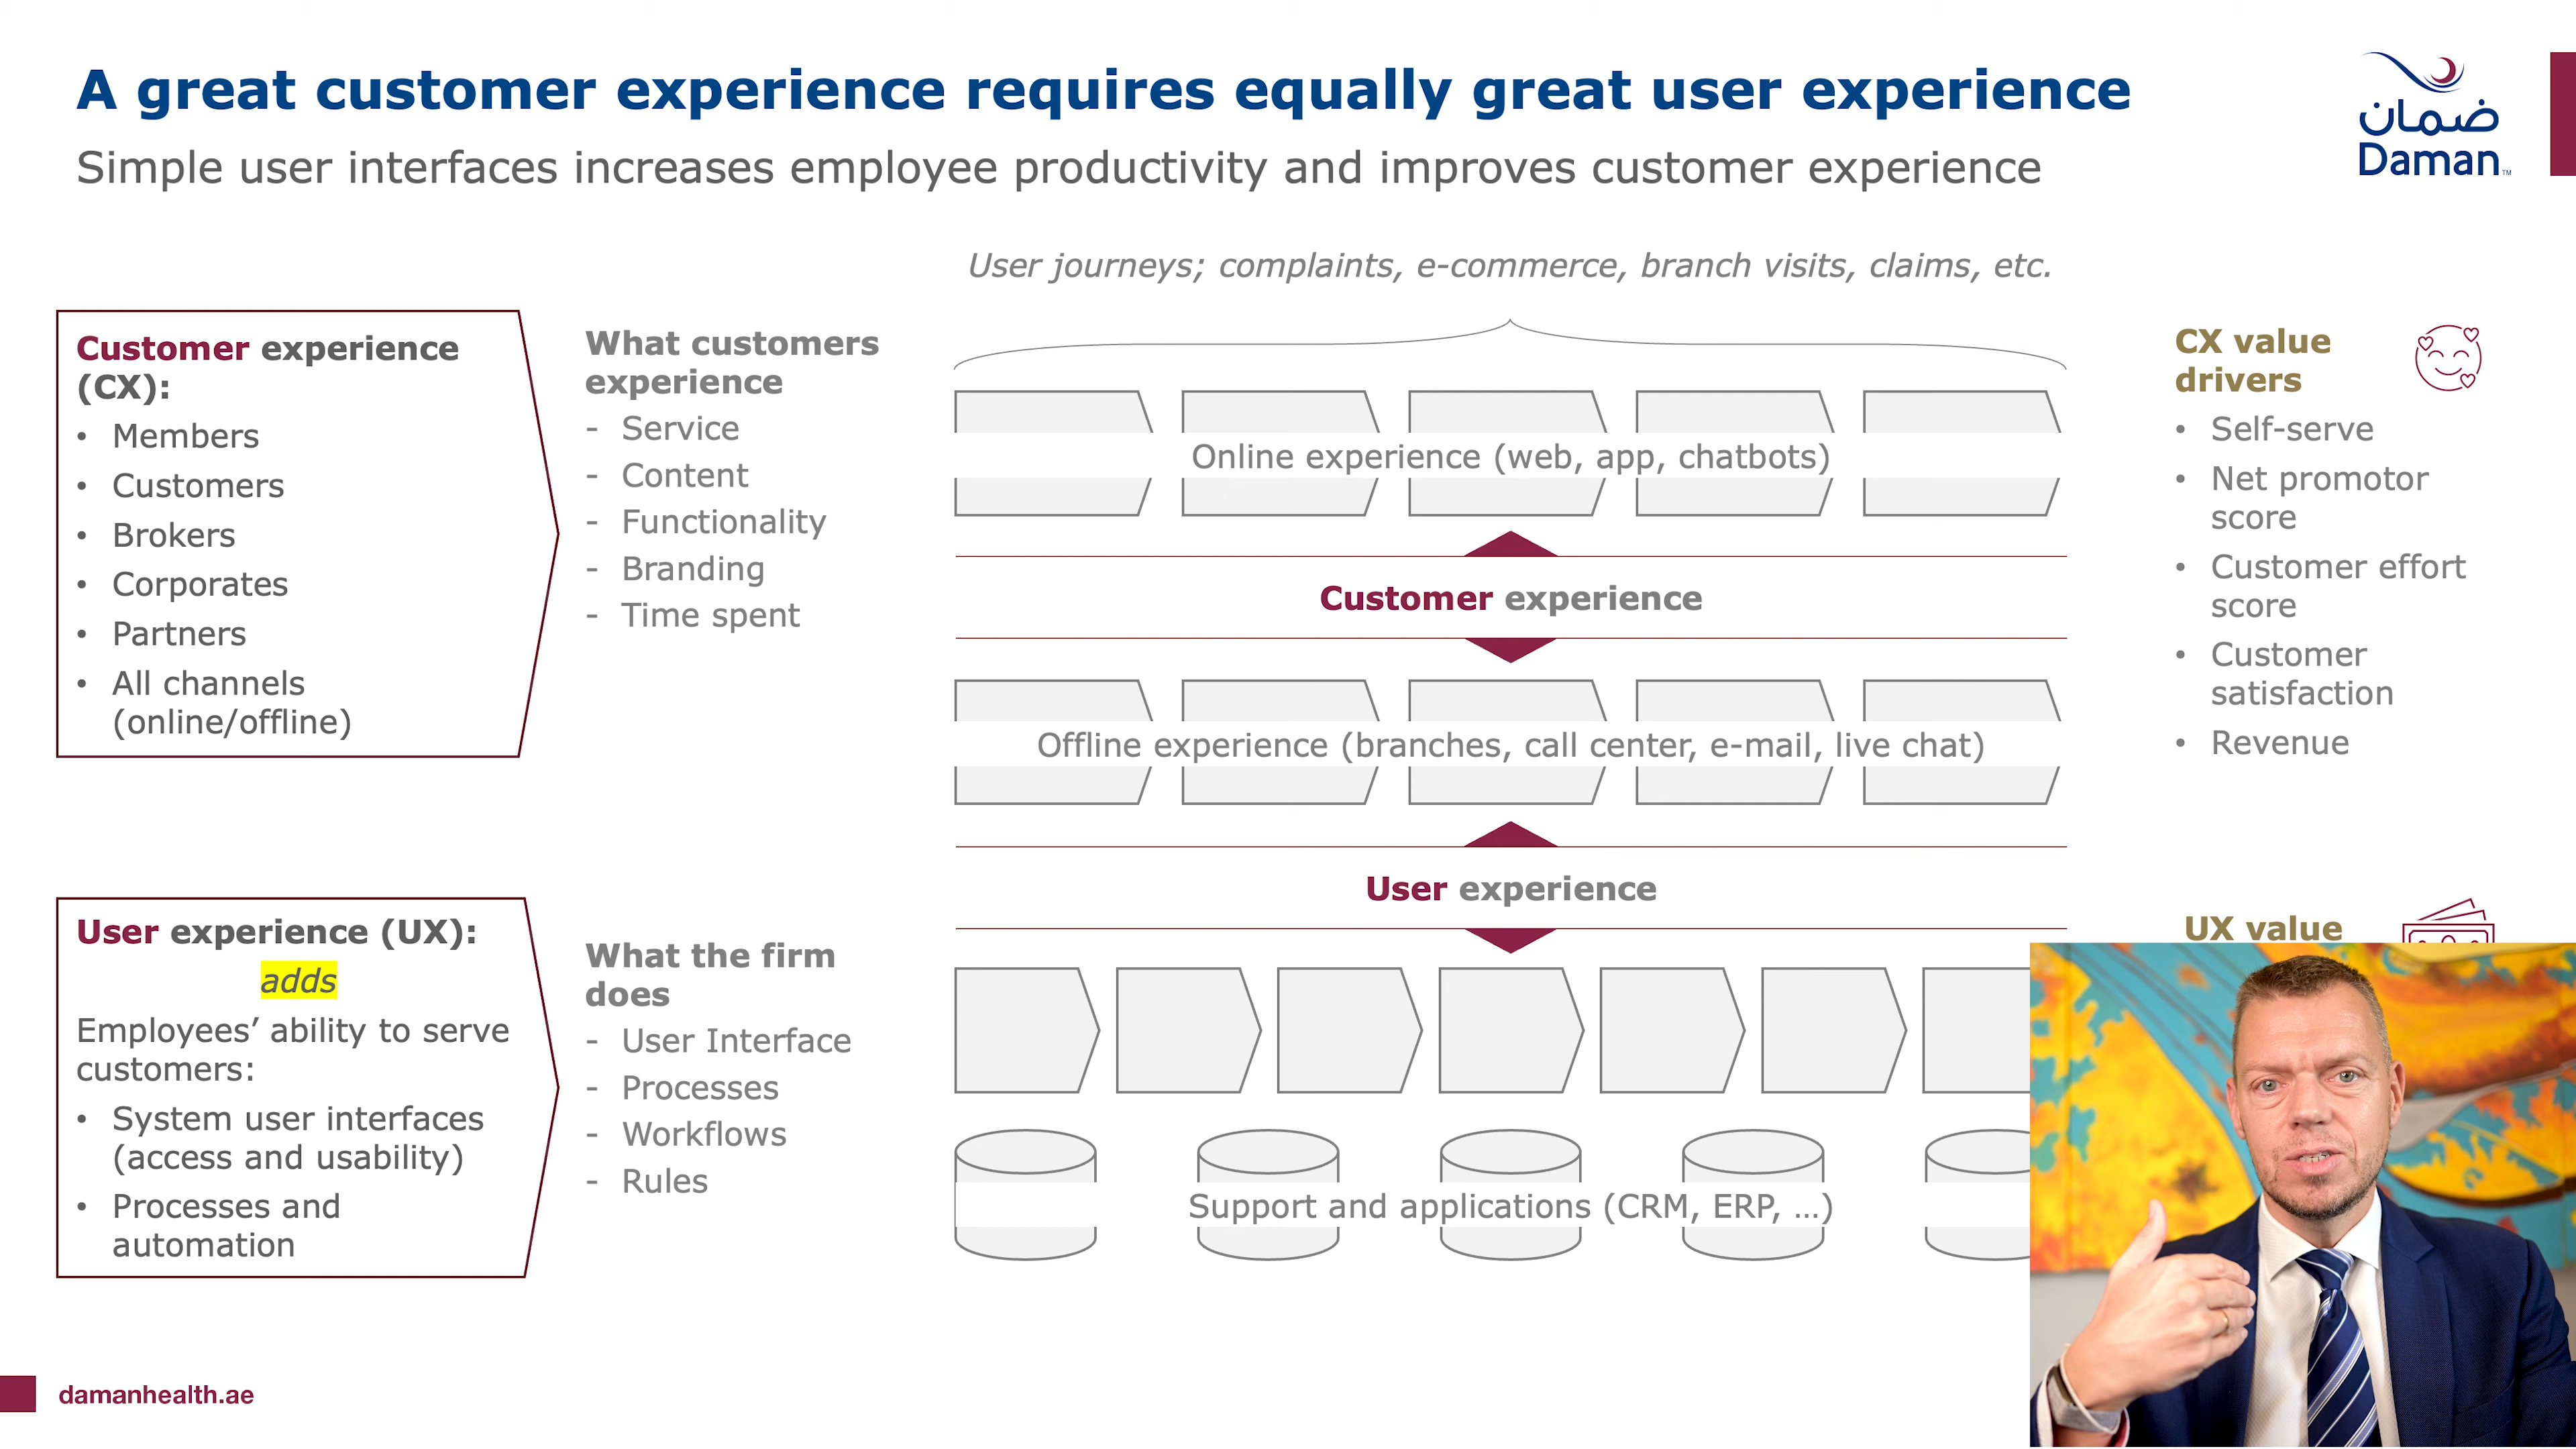 A great customer experience requires equally great user experience
Simple user interfaces increases employee productivity and improves customer experience
ضمان
Daman™
User journeys; complaints, e-commerce, branch visits, claims, etc.
Customer experience
(CX):
• Members
• Customers
• Brokers
• Corporates
• Partners
• All channels
(online/offline)
What customers
experience
- Service
- Content
- Functionality
- Branding
- Time spent
Online experience (web, app, chatbots)
Customer experience
Offline experience (branches, call center, e-mail, live chat)
CX value
drivers
• Self-serve
• Net promotor
score
• Customer effort
score
• Customer
satisfaction
• Revenue
User experience (UX):
adds
Employees’ ability to serve
customers:
• System user interfaces
(access and usability)
• Processes and
automation
What the firm
does
- User Interface
- Processes
- Workflows
- Rules
User experience
Support and applications (CRM, ERP, …)
UX value
damanhealth.ae